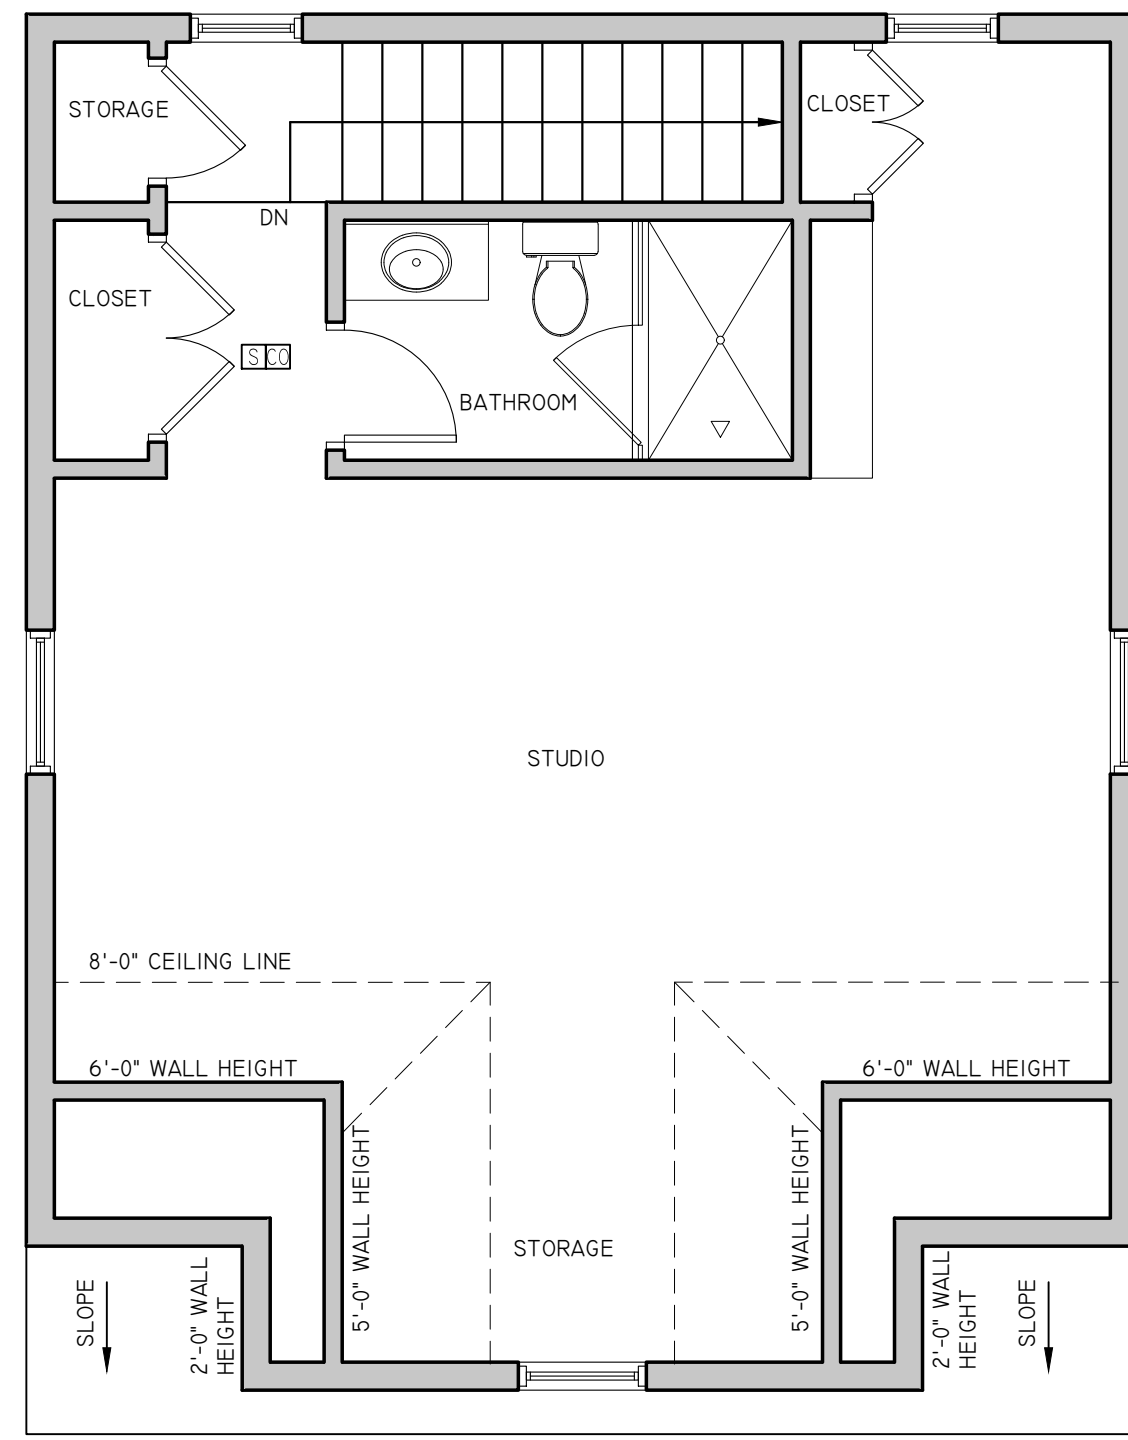 STORAGE
CLOSET
DN
CLOSET
S CO
BATHROOM
STUDIO
8'-0" CEILING LINE
6'-0" WALL HEIGHT
6'-0" WALL HEIGHT
5'-0" WALL HEIGHT
5'-0" WALL HEIGHT
STORAGE
SLOPE
2'-0" WALL
HEIGHT
2'-0" WALL
HEIGHT
SLOPE